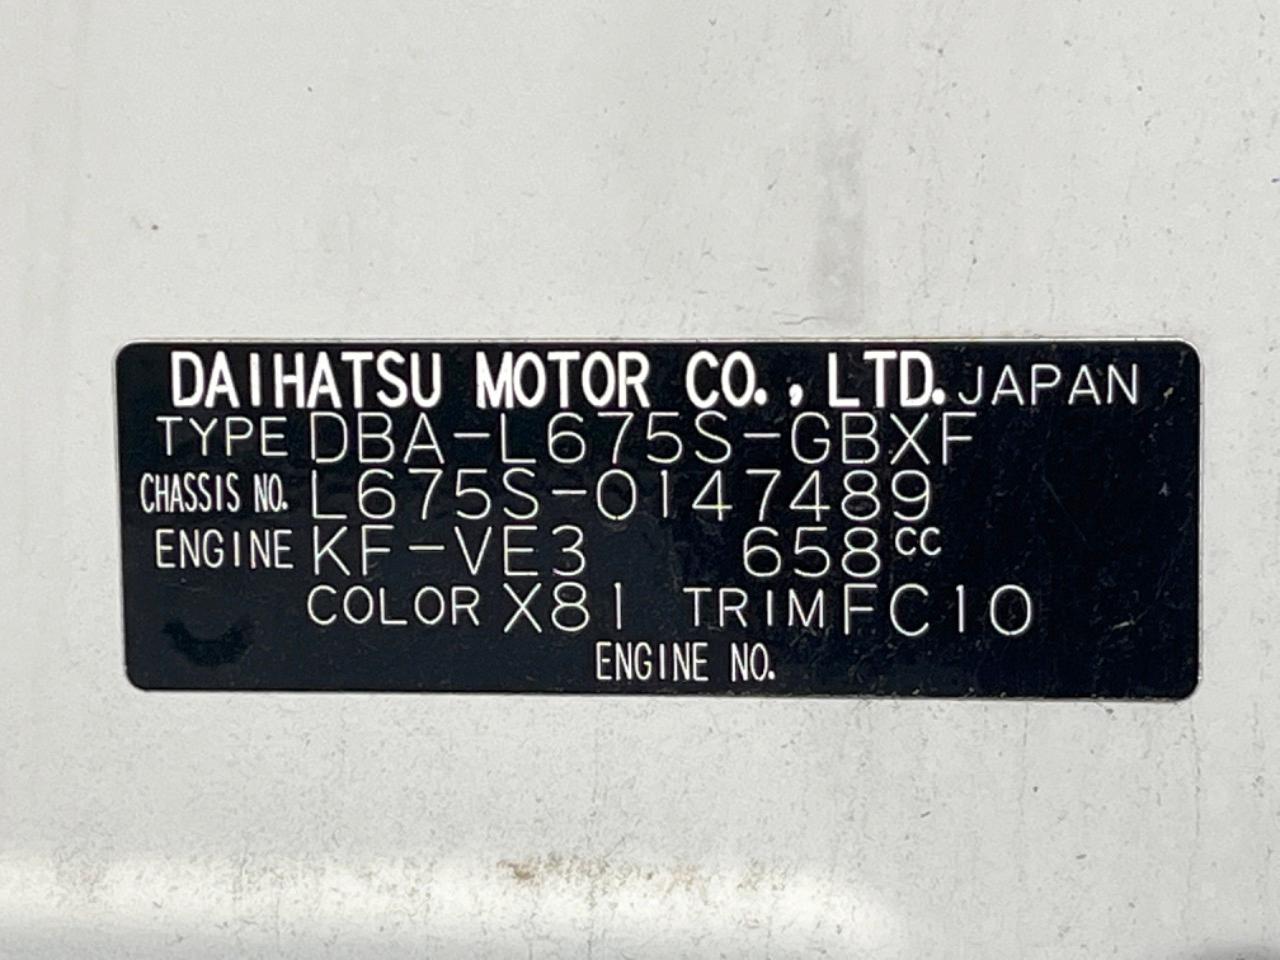 DAIHATSU MOTOR CO., LTD. JAPAN
TYPE DBA-L675S-GBXF
CHASSIS NO. L675S-0147489
ENGINE KF-VE3 658cc
COLOR X81 TRIM FC10
ENGINE NO.